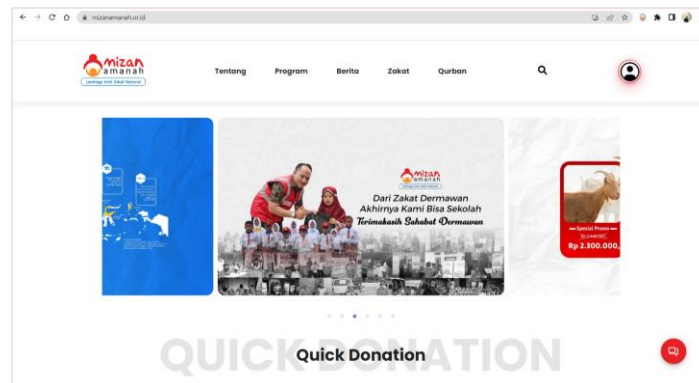 mizanamanah.or.id
mizan
amanah
Lembaga Amil Zakat Nasional
Tentang
Program
Berita
Zakat
Qurban
mizan
amanah
Dari Zakat Dermawan
Akhirnya Kami Bisa Sekolah
Terimakasih Sahabat Dermawan
Spesial Promo
Rp 2.300.000,
QUICK DONATION
Quick Donation